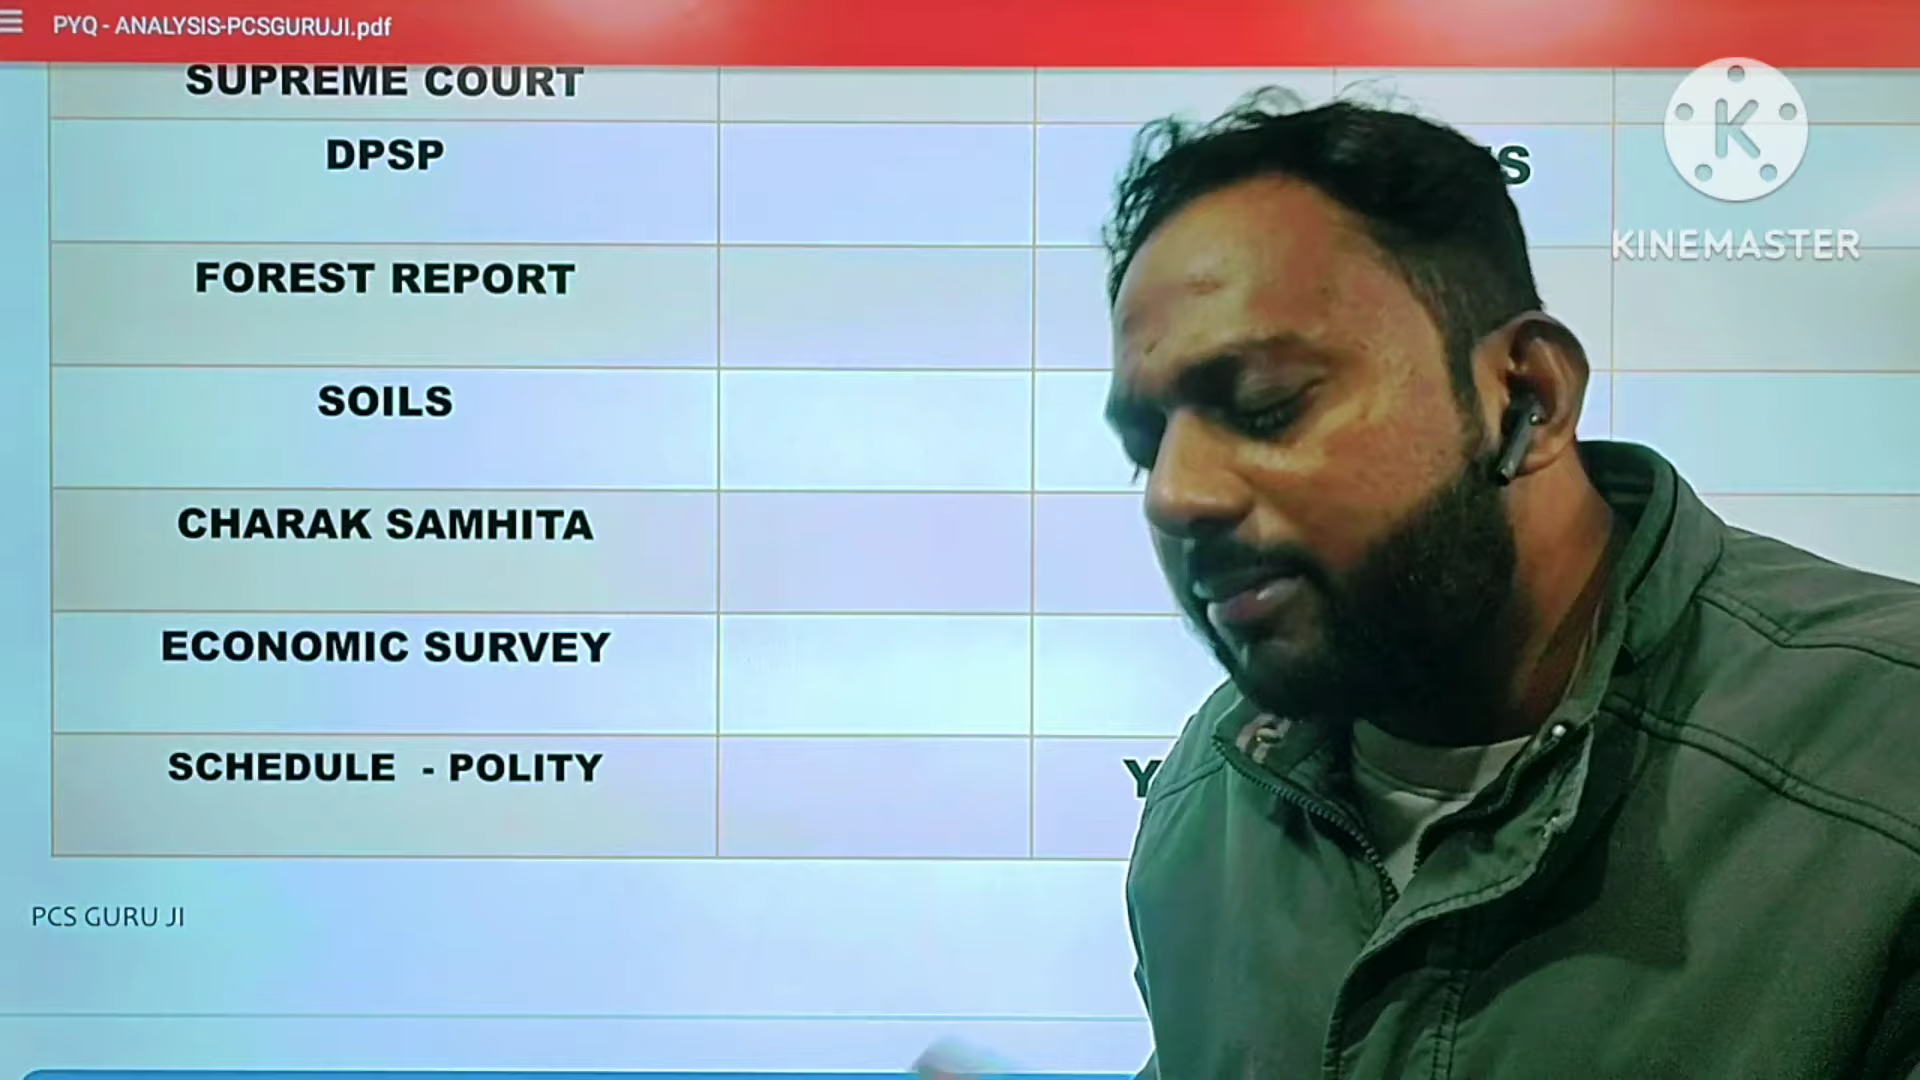 PYQ - ANALYSIS-PCSGURUJI.pdf
SUPREME COURT
DPSP
FOREST REPORT
SOILS
CHARAK SAMHITA
ECONOMIC SURVEY
SCHEDULE - POLITY
PCS GURU JI
K
KINEMASTER